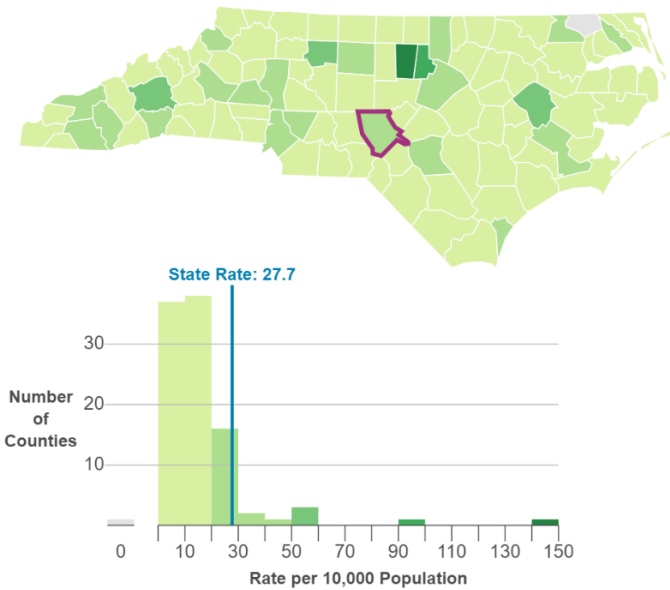 State Rate: 27.7
30
20
10
Number
of
Counties
0 10 30 50 70 90 110 130 150
Rate per 10,000 Population